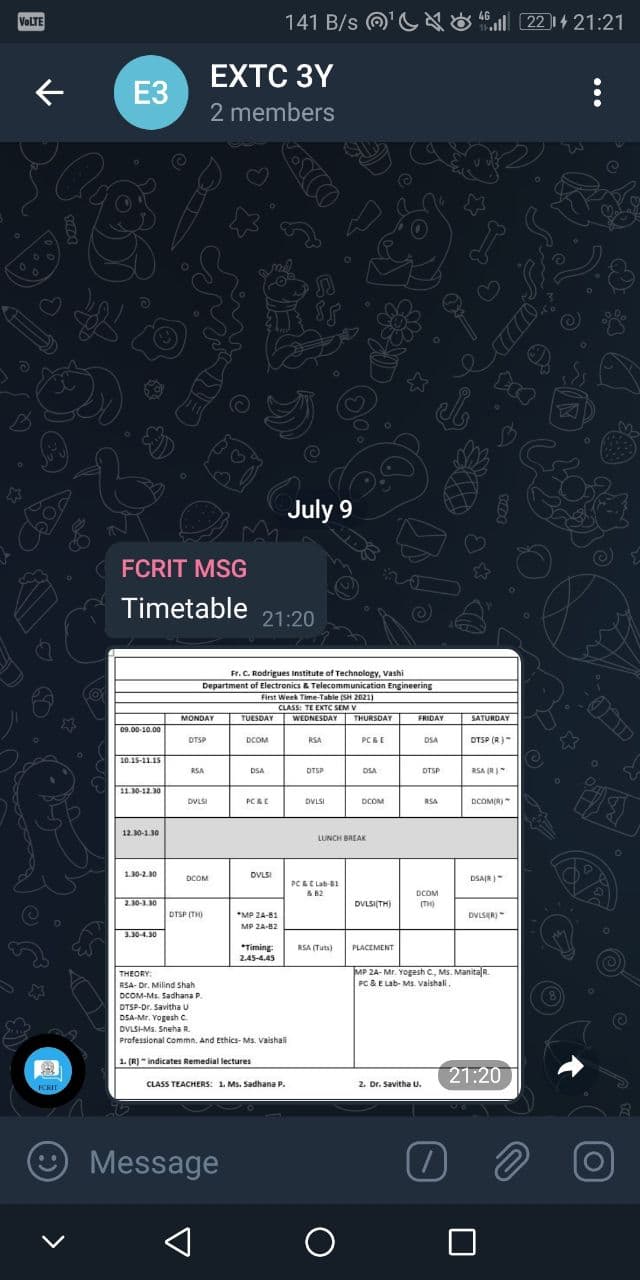 VoLTE 141 B/s 1 4G 22 21:21
E3 EXTC 3Y
2 members
July 9
FCRIT MSG
Timetable 21:20
Fr. C. Rodrigues Institute of Technology, Vashi
Department of Electronics & Telecommunication Engineering
First Week Time-Table (SH 2021)
CLASS: TE EXTC SEM V
MONDAY TUESDAY WEDNESDAY THURSDAY FRIDAY SATURDAY
09.00-10.00 DTSP DCOM RSA PC & E DSA DTSP (R )~
10.15-11.15 RSA DSA DTSP DSA DTSP RSA (R ) ~
11.30-12.30 DVLSI PC & E DVLSI DCOM RSA DCOM(R) ~
12.30-1.30 LUNCH BREAK
1.30-2.30 DCOM DVLSI PC & E Lab-B1 & B2 DVLSI(TH) DCOM (TH) DSA(R ) ~
2.30-3.30 DTSP (TH) *MP 2A-B1 MP 2A-B2 DVLSI(R) ~
3.30-4.30 *Timing: 2.45-4.45 RSA (Tuts) PLACEMENT
THEORY: MP 2A- Mr. Yogesh C., Ms. Manita R.
RSA- Dr. Milind Shah PC & E Lab- Ms. Vaishali .
DCOM-Ms. Sadhana P.
DTSP-Dr. Savitha U
DSA-Mr. Yogesh C.
DVLSI-Ms. Sneha R.
Professional Commn. And Ethics- Ms. Vaishali
1. (R) ~ indicates Remedial lectures
CLASS TEACHERS: 1. Ms. Sadhana P. 2. Dr. Savitha U.
21:20
FCRIT
Message